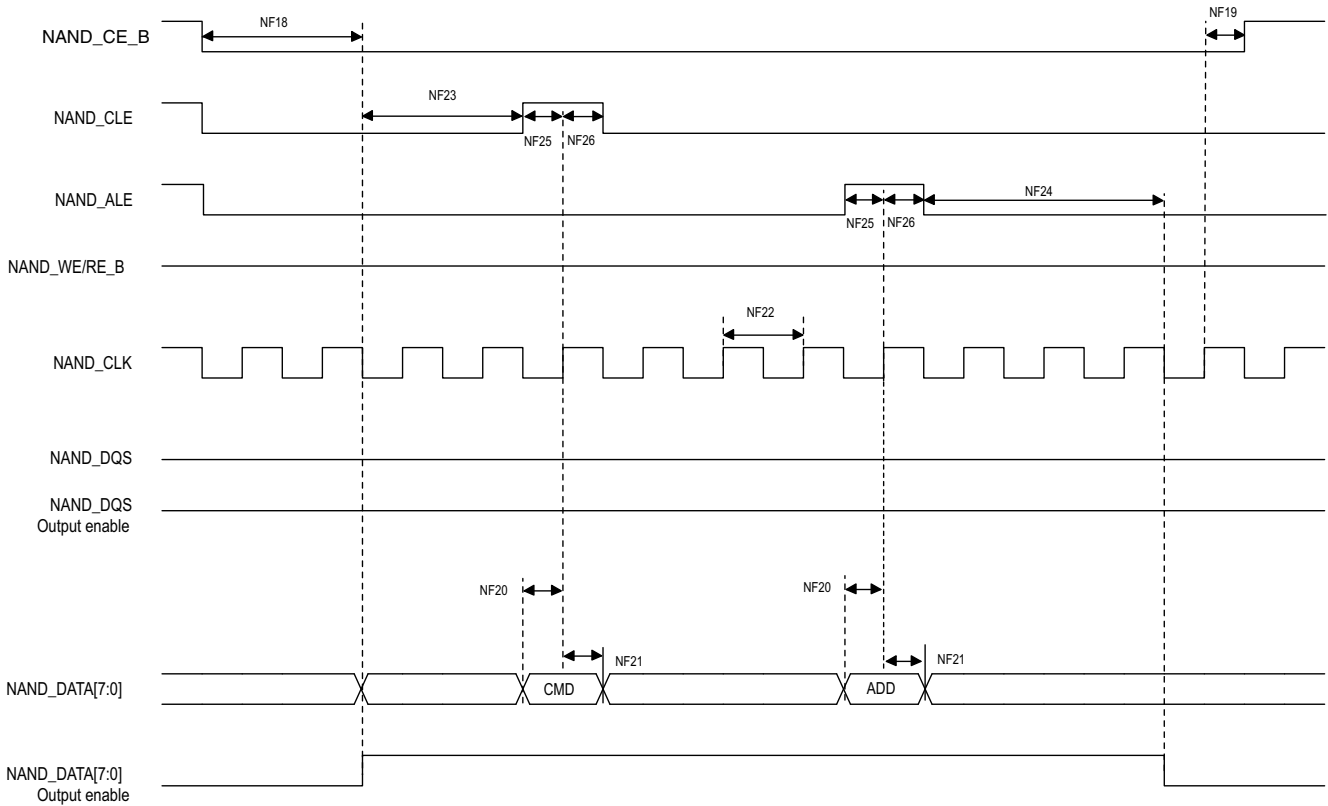 NF18
NF19
NAND_CE_B
NF23
NAND_CLE
NF25
NF26
NF24
NAND_ALE
NF25
NF26
NAND_WE/RE_B
NF22
NAND_CLK
NAND_DQS
NAND_DQS
Output enable
NF20
NF20
NF21
NF21
NAND_DATA[7:0]
CMD
ADD
NAND_DATA[7:0]
Output enable